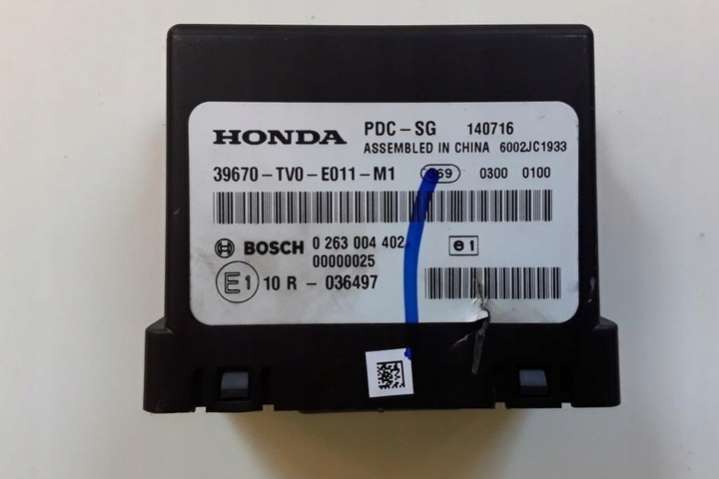 HONDA PDC-SG 140716
ASSEMBLED IN CHINA 6002JC1933
39670-TV0-E011-M1 0300 0100
BOSCH 0 263 004 402
00000025
e1
E1 10 R - 036497